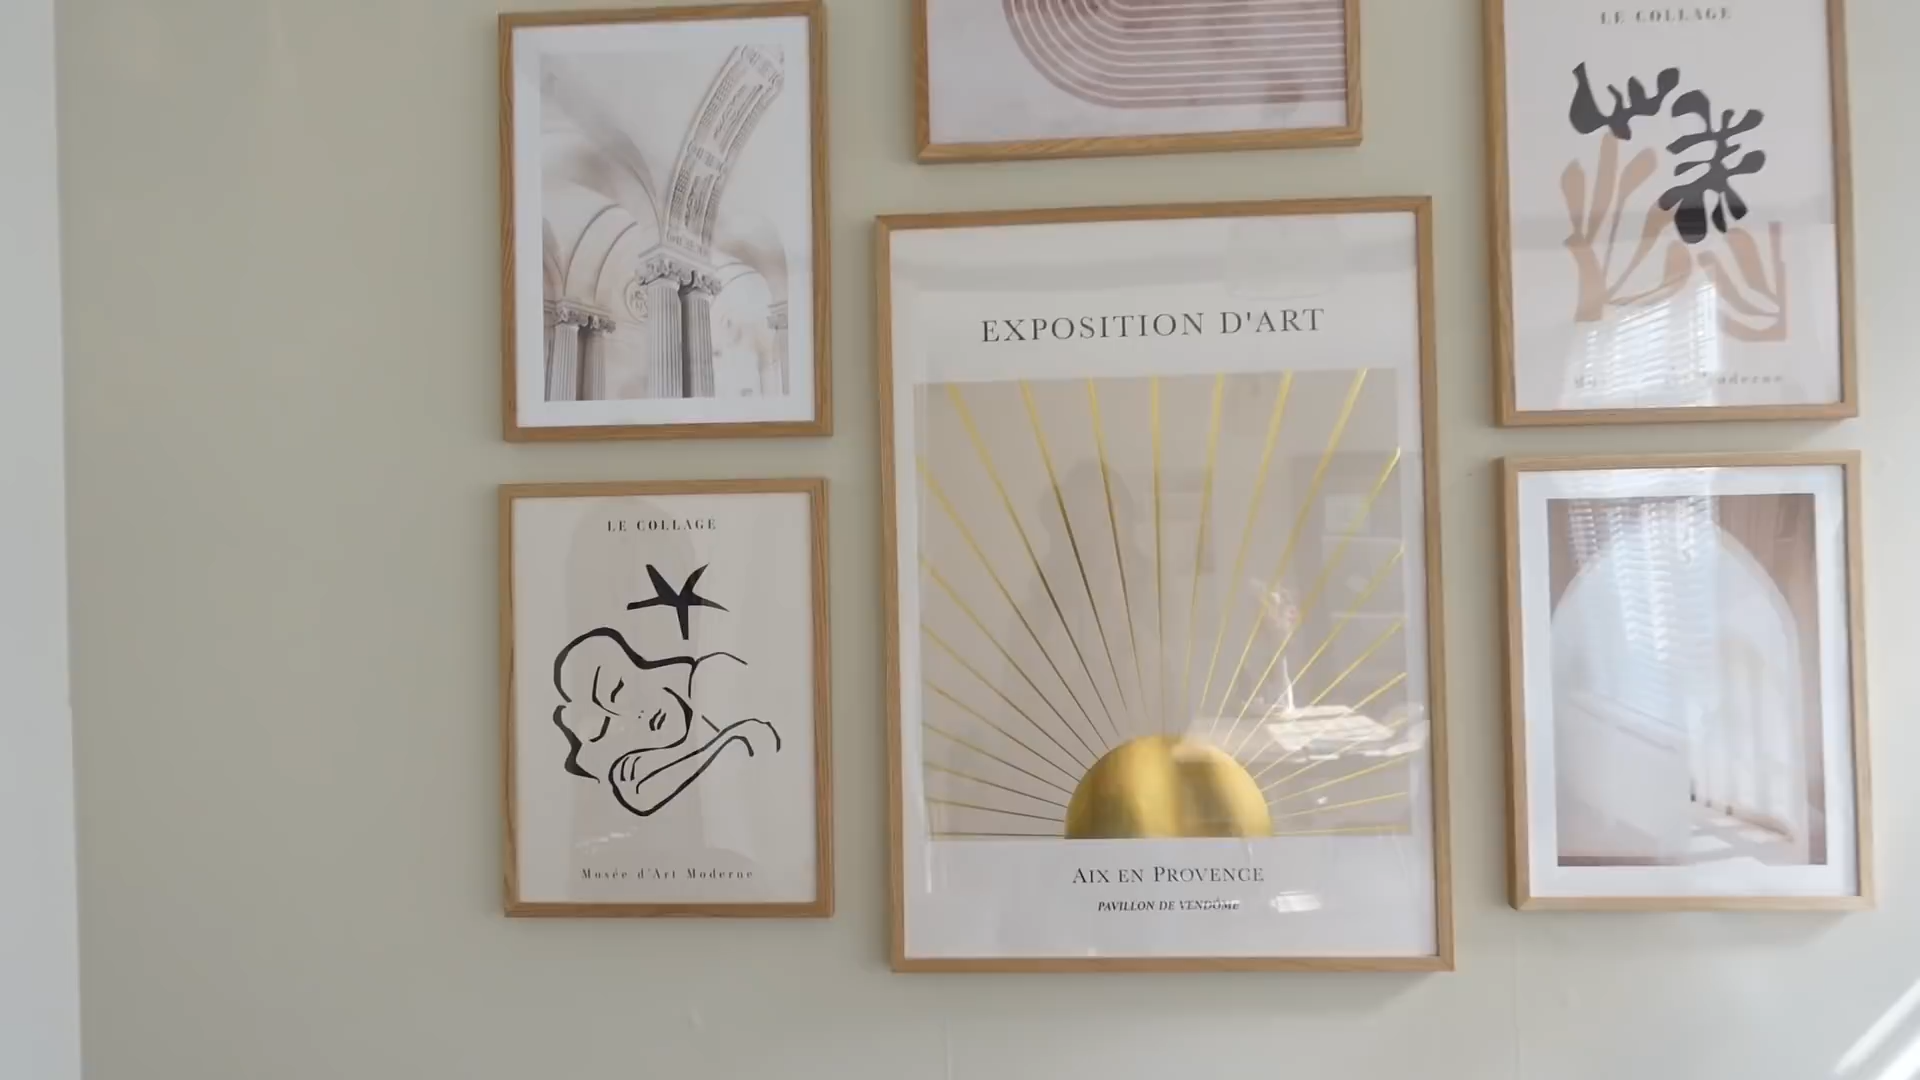 LE COLLAGE
EXPOSITION D'ART
LE COLLAGE
Musée d'Art Moderne
AIX EN PROVENCE
PAVILLON DE VENDÔME